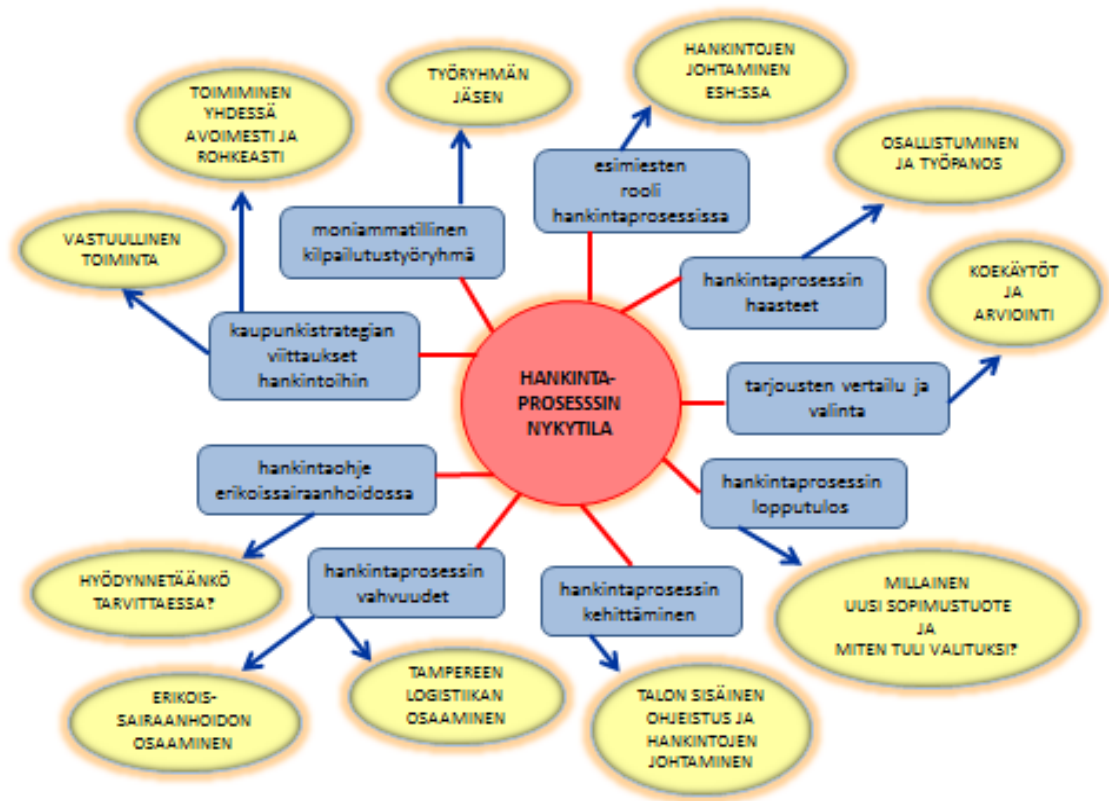 HANKINTOJEN
JOHTAMINEN
ESH:SSA
TYÖRYHMÄN
JÄSEN
TOIMIMINEN
YHDESSÄ
AVOIMESTI JA
ROHKEASTI
OSALLISTUMINEN
JA TYÖPANOS
esimiesten
rooli
hankintaprosessissa
moniammatillinen
kilpailutustyöryhmä
VASTUULLINEN
TOIMINTA
hankintaprosessin
haasteet
KOEKÄYTÖT
JA
ARVIOINTI
kaupunkistrategian
viittaukset
hankintoihin
HANKINTA-
PROSESSSIN
NYKYTILA
tarjousten vertailu ja
valinta
hankintaohje
erikoissairaanhoidossa
hankintaprosessin
lopputulos
HYÖDYNNETÄÄNKÖ
TARVITTAESSA?
hankintaprosessin
vahvuudet
hankintaprosessin
kehittäminen
MILLAINEN
UUSI SOPIMUSTUOTE
JA
MITEN TULI VALITUKSI?
ERIKOIS-
SAIRAANHOIDON
OSAAMINEN
TAMPEREEN
LOGISTIIKAN
OSAAMINEN
TALON SISÄINEN
OHJEISTUS JA
HANKINTOJEN
JOHTAMINEN